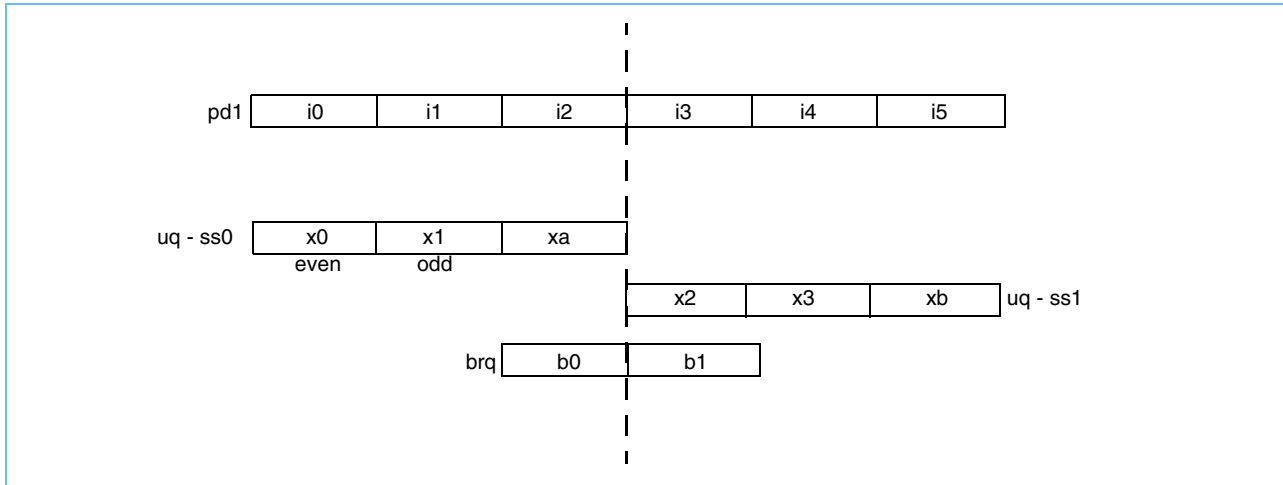 pd1 i0 i1 i2 i3 i4 i5
uq - ss0 x0 x1 xa
even odd
x2 x3 xb uq - ss1
brq b0 b1